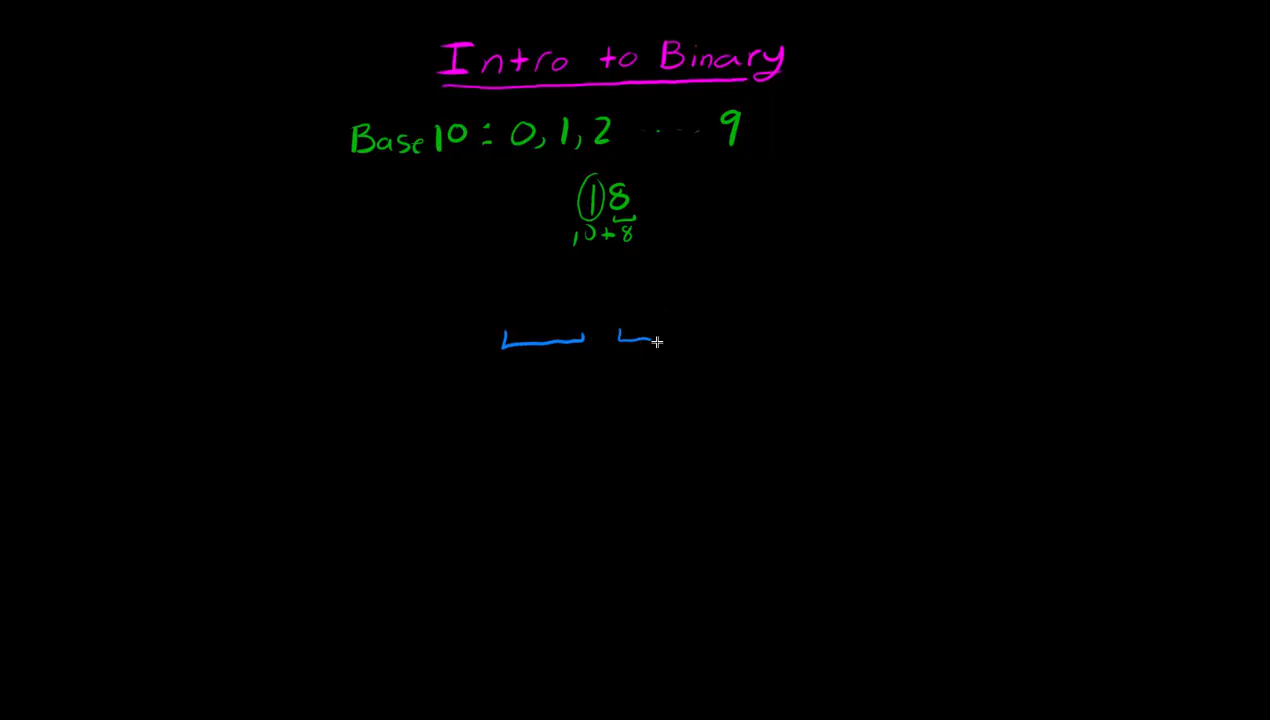 Intro to Binary
Base 10 : 0, 1, 2 ..... 9
18
10 + 8